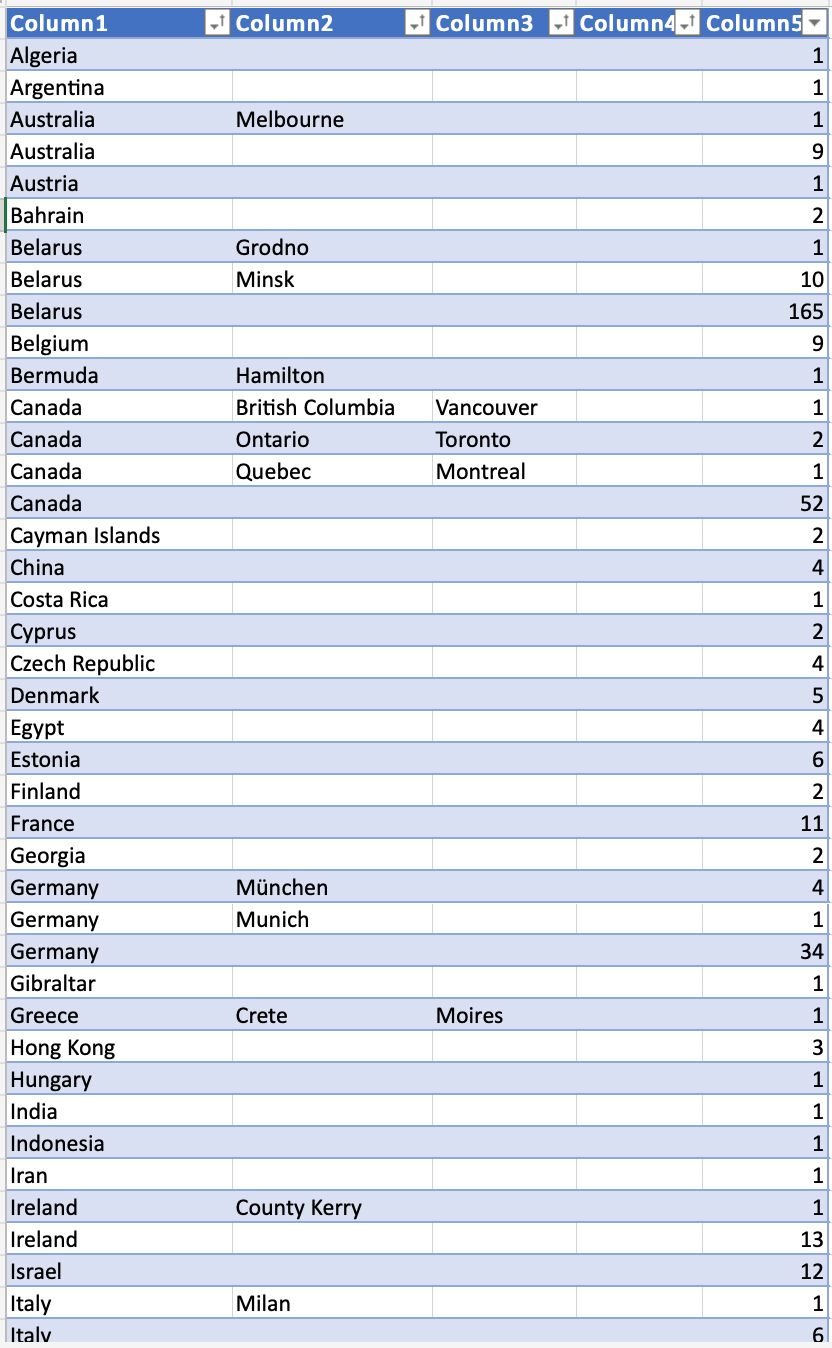 Column1 Column2 Column3 Column4 Column5
Algeria 1
Argentina 1
Australia Melbourne 1
Australia 9
Austria 1
Bahrain 2
Belarus Grodno 1
Belarus Minsk 10
Belarus 165
Belgium 9
Bermuda Hamilton 1
Canada British Columbia Vancouver 1
Canada Ontario Toronto 2
Canada Quebec Montreal 1
Canada 52
Cayman Islands 2
China 4
Costa Rica 1
Cyprus 2
Czech Republic 4
Denmark 5
Egypt 4
Estonia 6
Finland 2
France 11
Georgia 2
Germany München 4
Germany Munich 1
Germany 34
Gibraltar 1
Greece Crete Moires 1
Hong Kong 3
Hungary 1
India 1
Indonesia 1
Iran 1
Ireland County Kerry 1
Ireland 13
Israel 12
Italy Milan 1
Italy 6